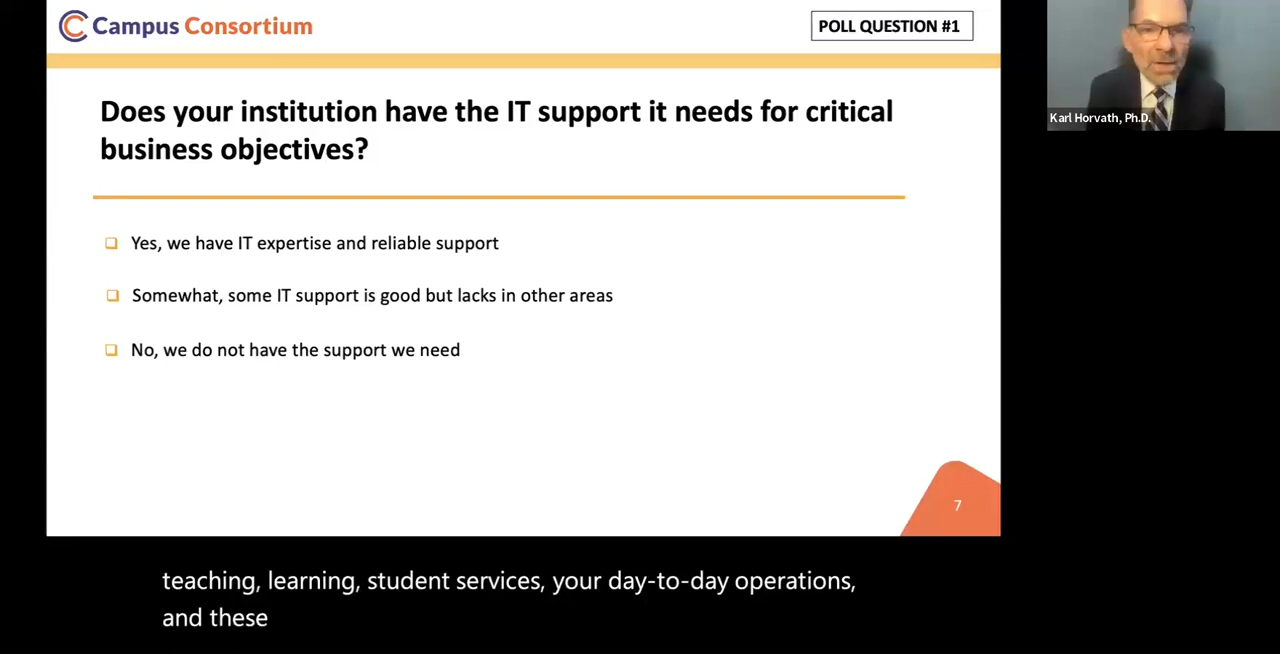 Campus Consortium
POLL QUESTION #1
Does your institution have the IT support it needs for critical
business objectives?
Yes, we have IT expertise and reliable support
Somewhat, some IT support is good but lacks in other areas
No, we do not have the support we need
7
Karl Horvath, Ph.D.
teaching, learning, student services, your day-to-day operations,
and these